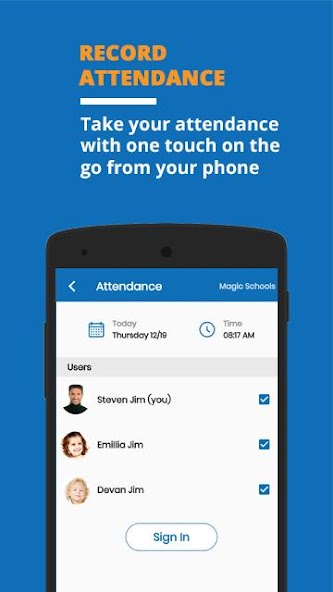 RECORD
ATTENDANCE
Take your attendance
with one touch on the
go from your phone
Attendance Magic Schools
Today Time
Thursday 12/19 08:17 AM
Users
Steven Jim (you)
Emillia Jim
Devan Jim
Sign In